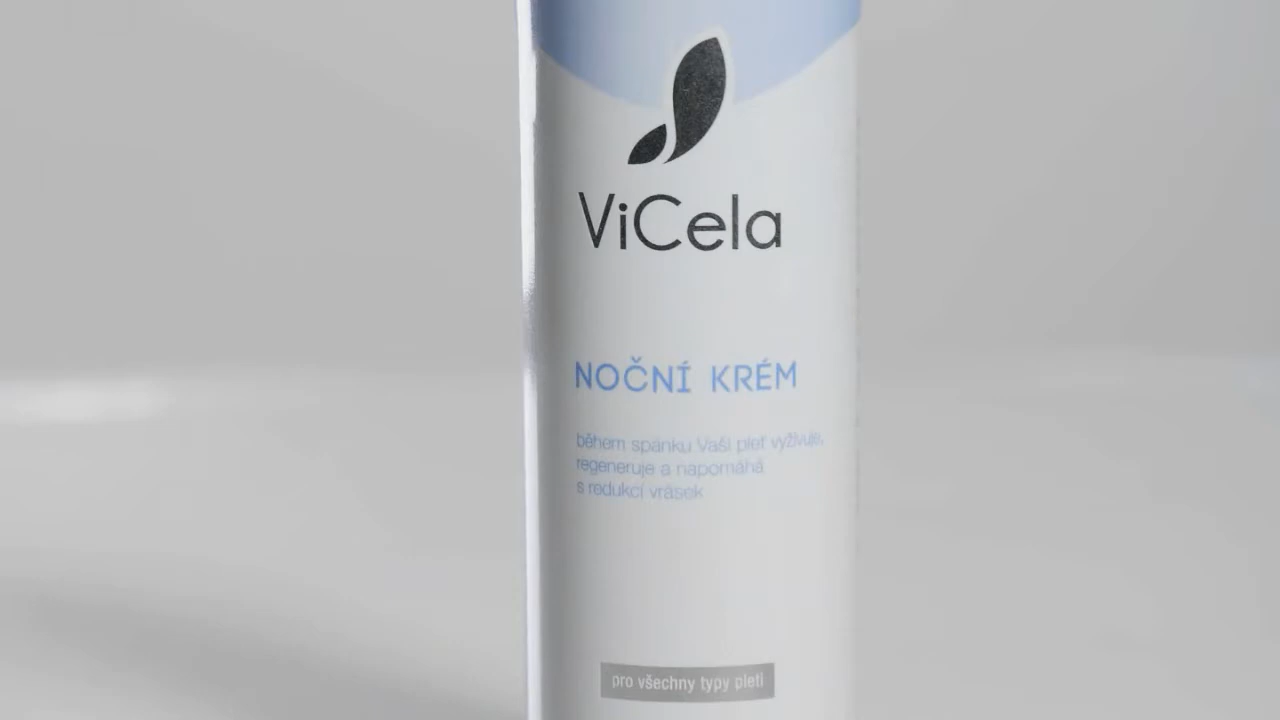 ViCela
NOČNÍ KRÉM
během spánku Vaši pleť vyživuje,
regeneruje a napomáhá
s redukcí vrásek
pro všechny typy pleti